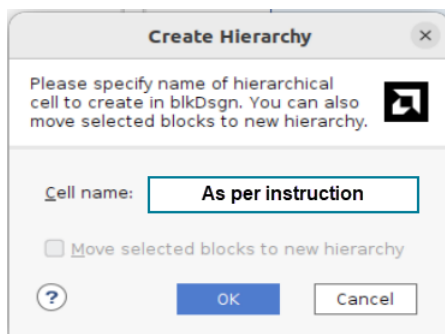 Create Hierarchy
Please specify name of hierarchical
cell to create in blkDsgn. You can also
move selected blocks to new hierarchy.
Cell name: As per instruction
Move selected blocks to new hierarchy
? OK Cancel